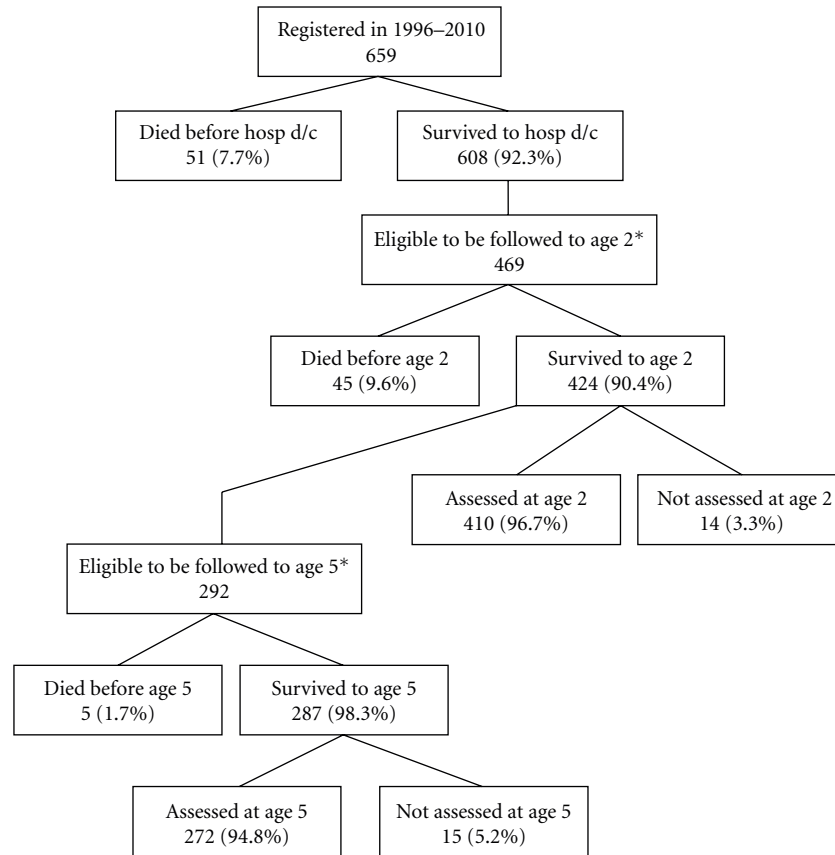 Registered in 1996–2010
659
Died before hosp d/c
51 (7.7%)
Survived to hosp d/c
608 (92.3%)
Eligible to be followed to age 2*
469
Died before age 2
45 (9.6%)
Survived to age 2
424 (90.4%)
Assessed at age 2
410 (96.7%)
Not assessed at age 2
14 (3.3%)
Eligible to be followed to age 5*
292
Died before age 5
5 (1.7%)
Survived to age 5
287 (98.3%)
Assessed at age 5
272 (94.8%)
Not assessed at age 5
15 (5.2%)